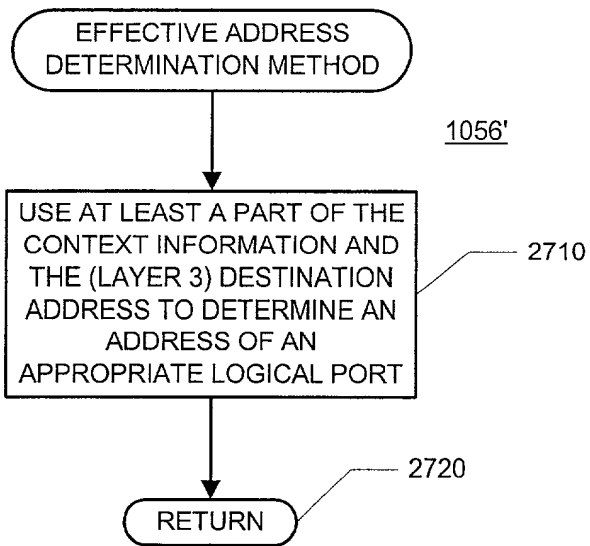 EFFECTIVE ADDRESS
DETERMINATION METHOD
1056'
USE AT LEAST A PART OF THE
CONTEXT INFORMATION AND
THE (LAYER 3) DESTINATION
ADDRESS TO DETERMINE AN
ADDRESS OF AN
APPROPRIATE LOGICAL PORT
2710
2720
RETURN